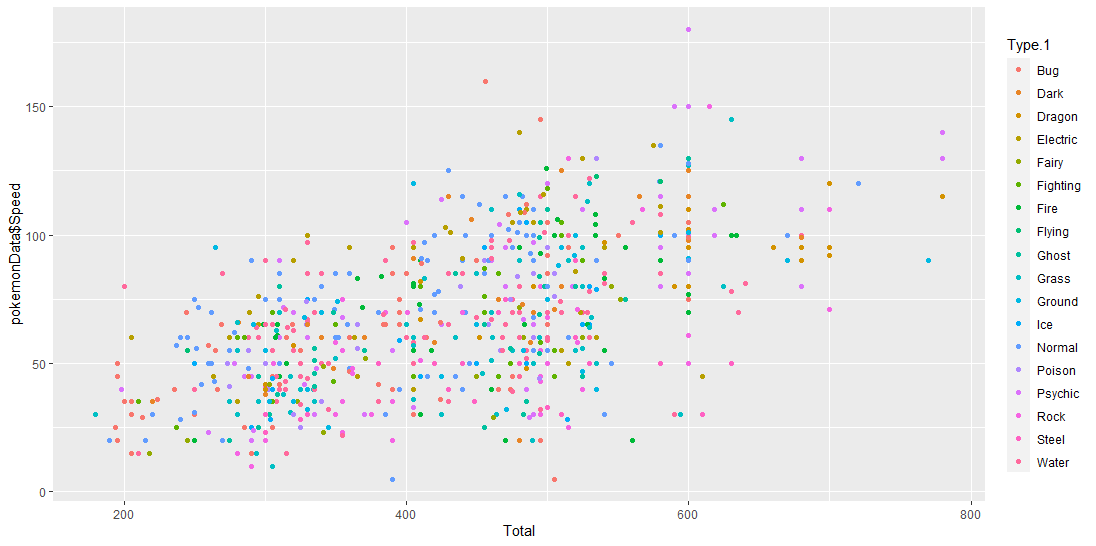 pokemonData$Speed
150
100
50
0
200
400
600
800
Total
Type.1
Bug
Dark
Dragon
Electric
Fairy
Fighting
Fire
Flying
Ghost
Grass
Ground
Ice
Normal
Poison
Psychic
Rock
Steel
Water